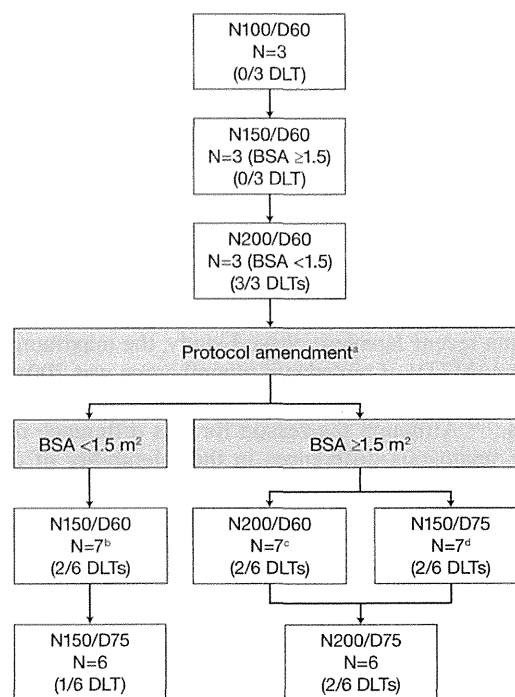 N100/D60
N=3
(0/3 DLT)
N150/D60
N=3 (BSA ≥1.5)
(0/3 DLT)
N200/D60
N=3 (BSA <1.5)
(3/3 DLTs)
Protocol amendmentᵃ
BSA <1.5 m²
BSA ≥1.5 m²
N150/D60
N=7ᵇ
(2/6 DLTs)
N200/D60
N=7ᶜ
(2/6 DLTs)
N150/D75
N=7ᵈ
(2/6 DLTs)
N150/D75
N=6
(1/6 DLT)
N200/D75
N=6
(2/6 DLTs)